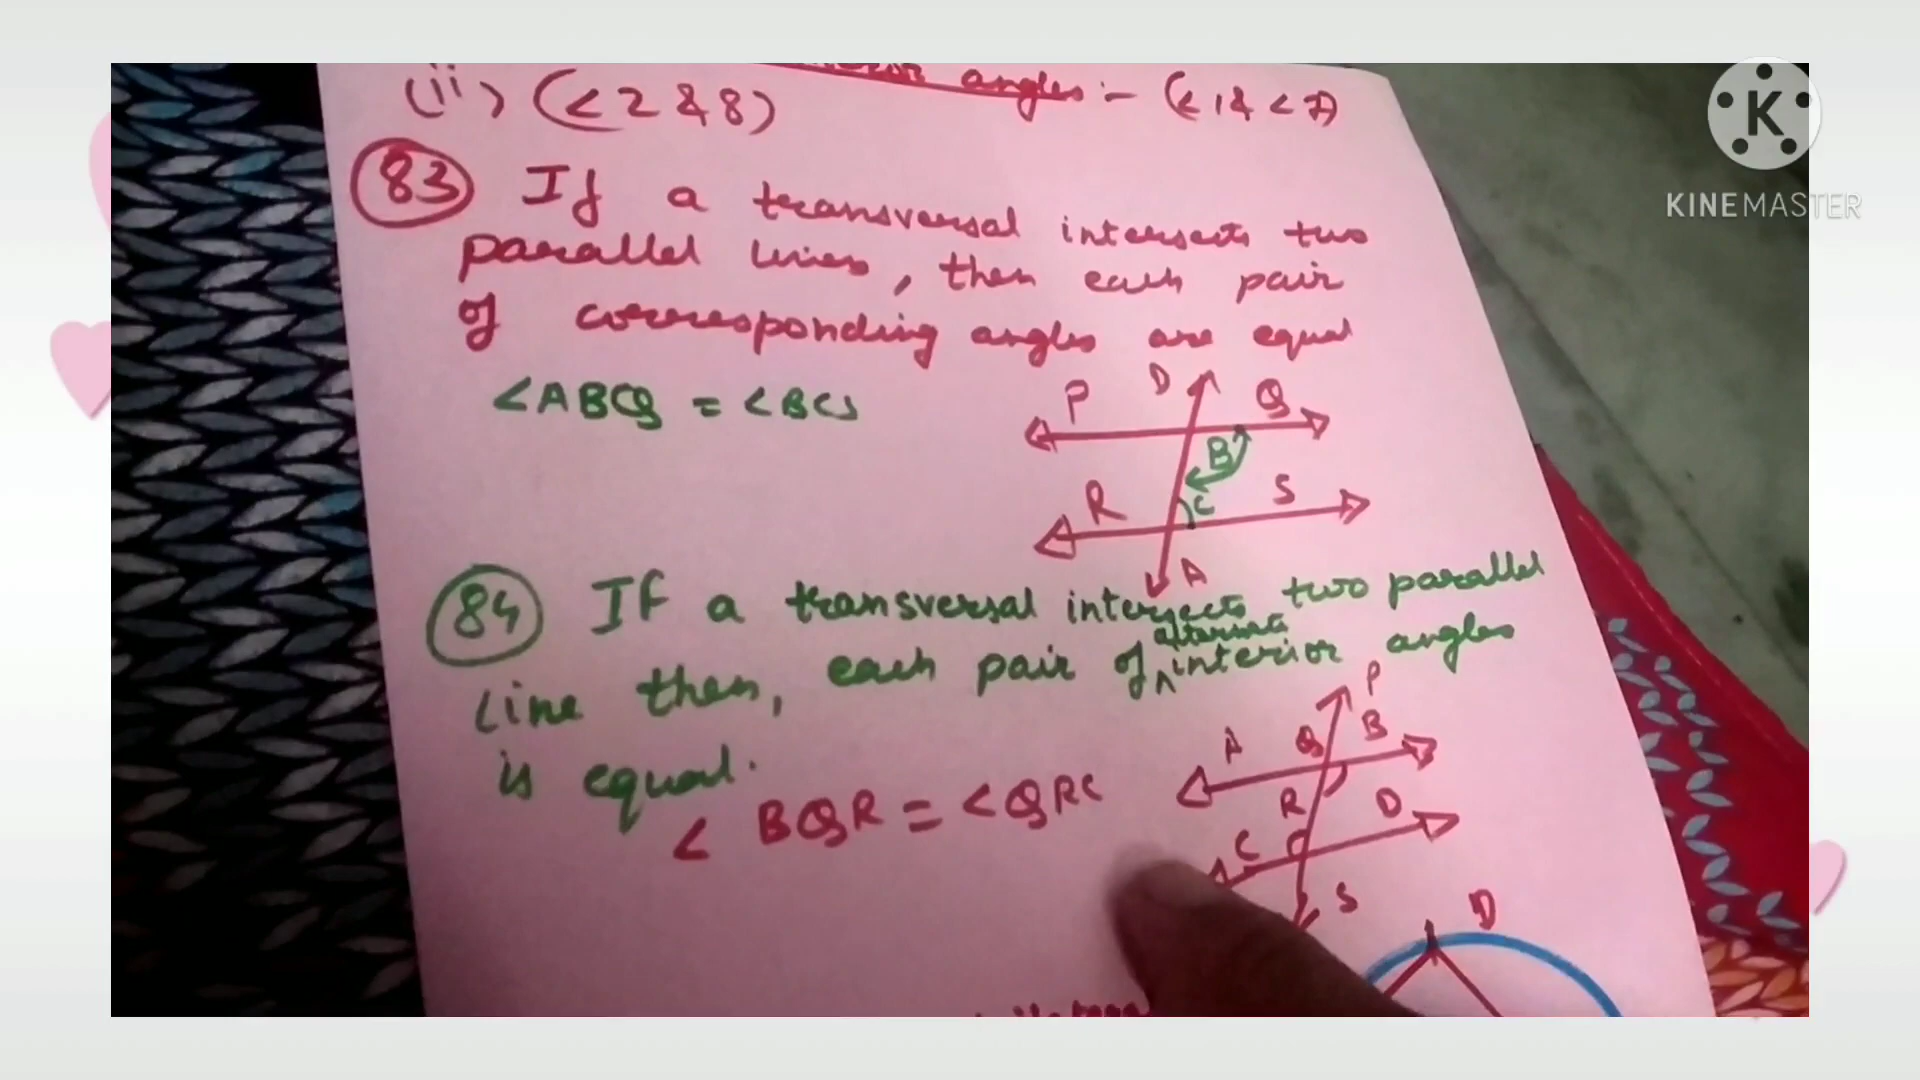 angles :- (< 1 & < 7)
(ii) (< 2 & 8)
83 If a transversal intersects two
parallel lines, then each pair
of corresponding angles are equal
<ABQ = <BCS
P D Q
B
R C S
A
84 If a transversal intersects two parallel
line then, each pair of alternate interior angles
is equal.
< BQR = <QRC
P
A Q B
R D
C
S
D
K
KINEMASTER